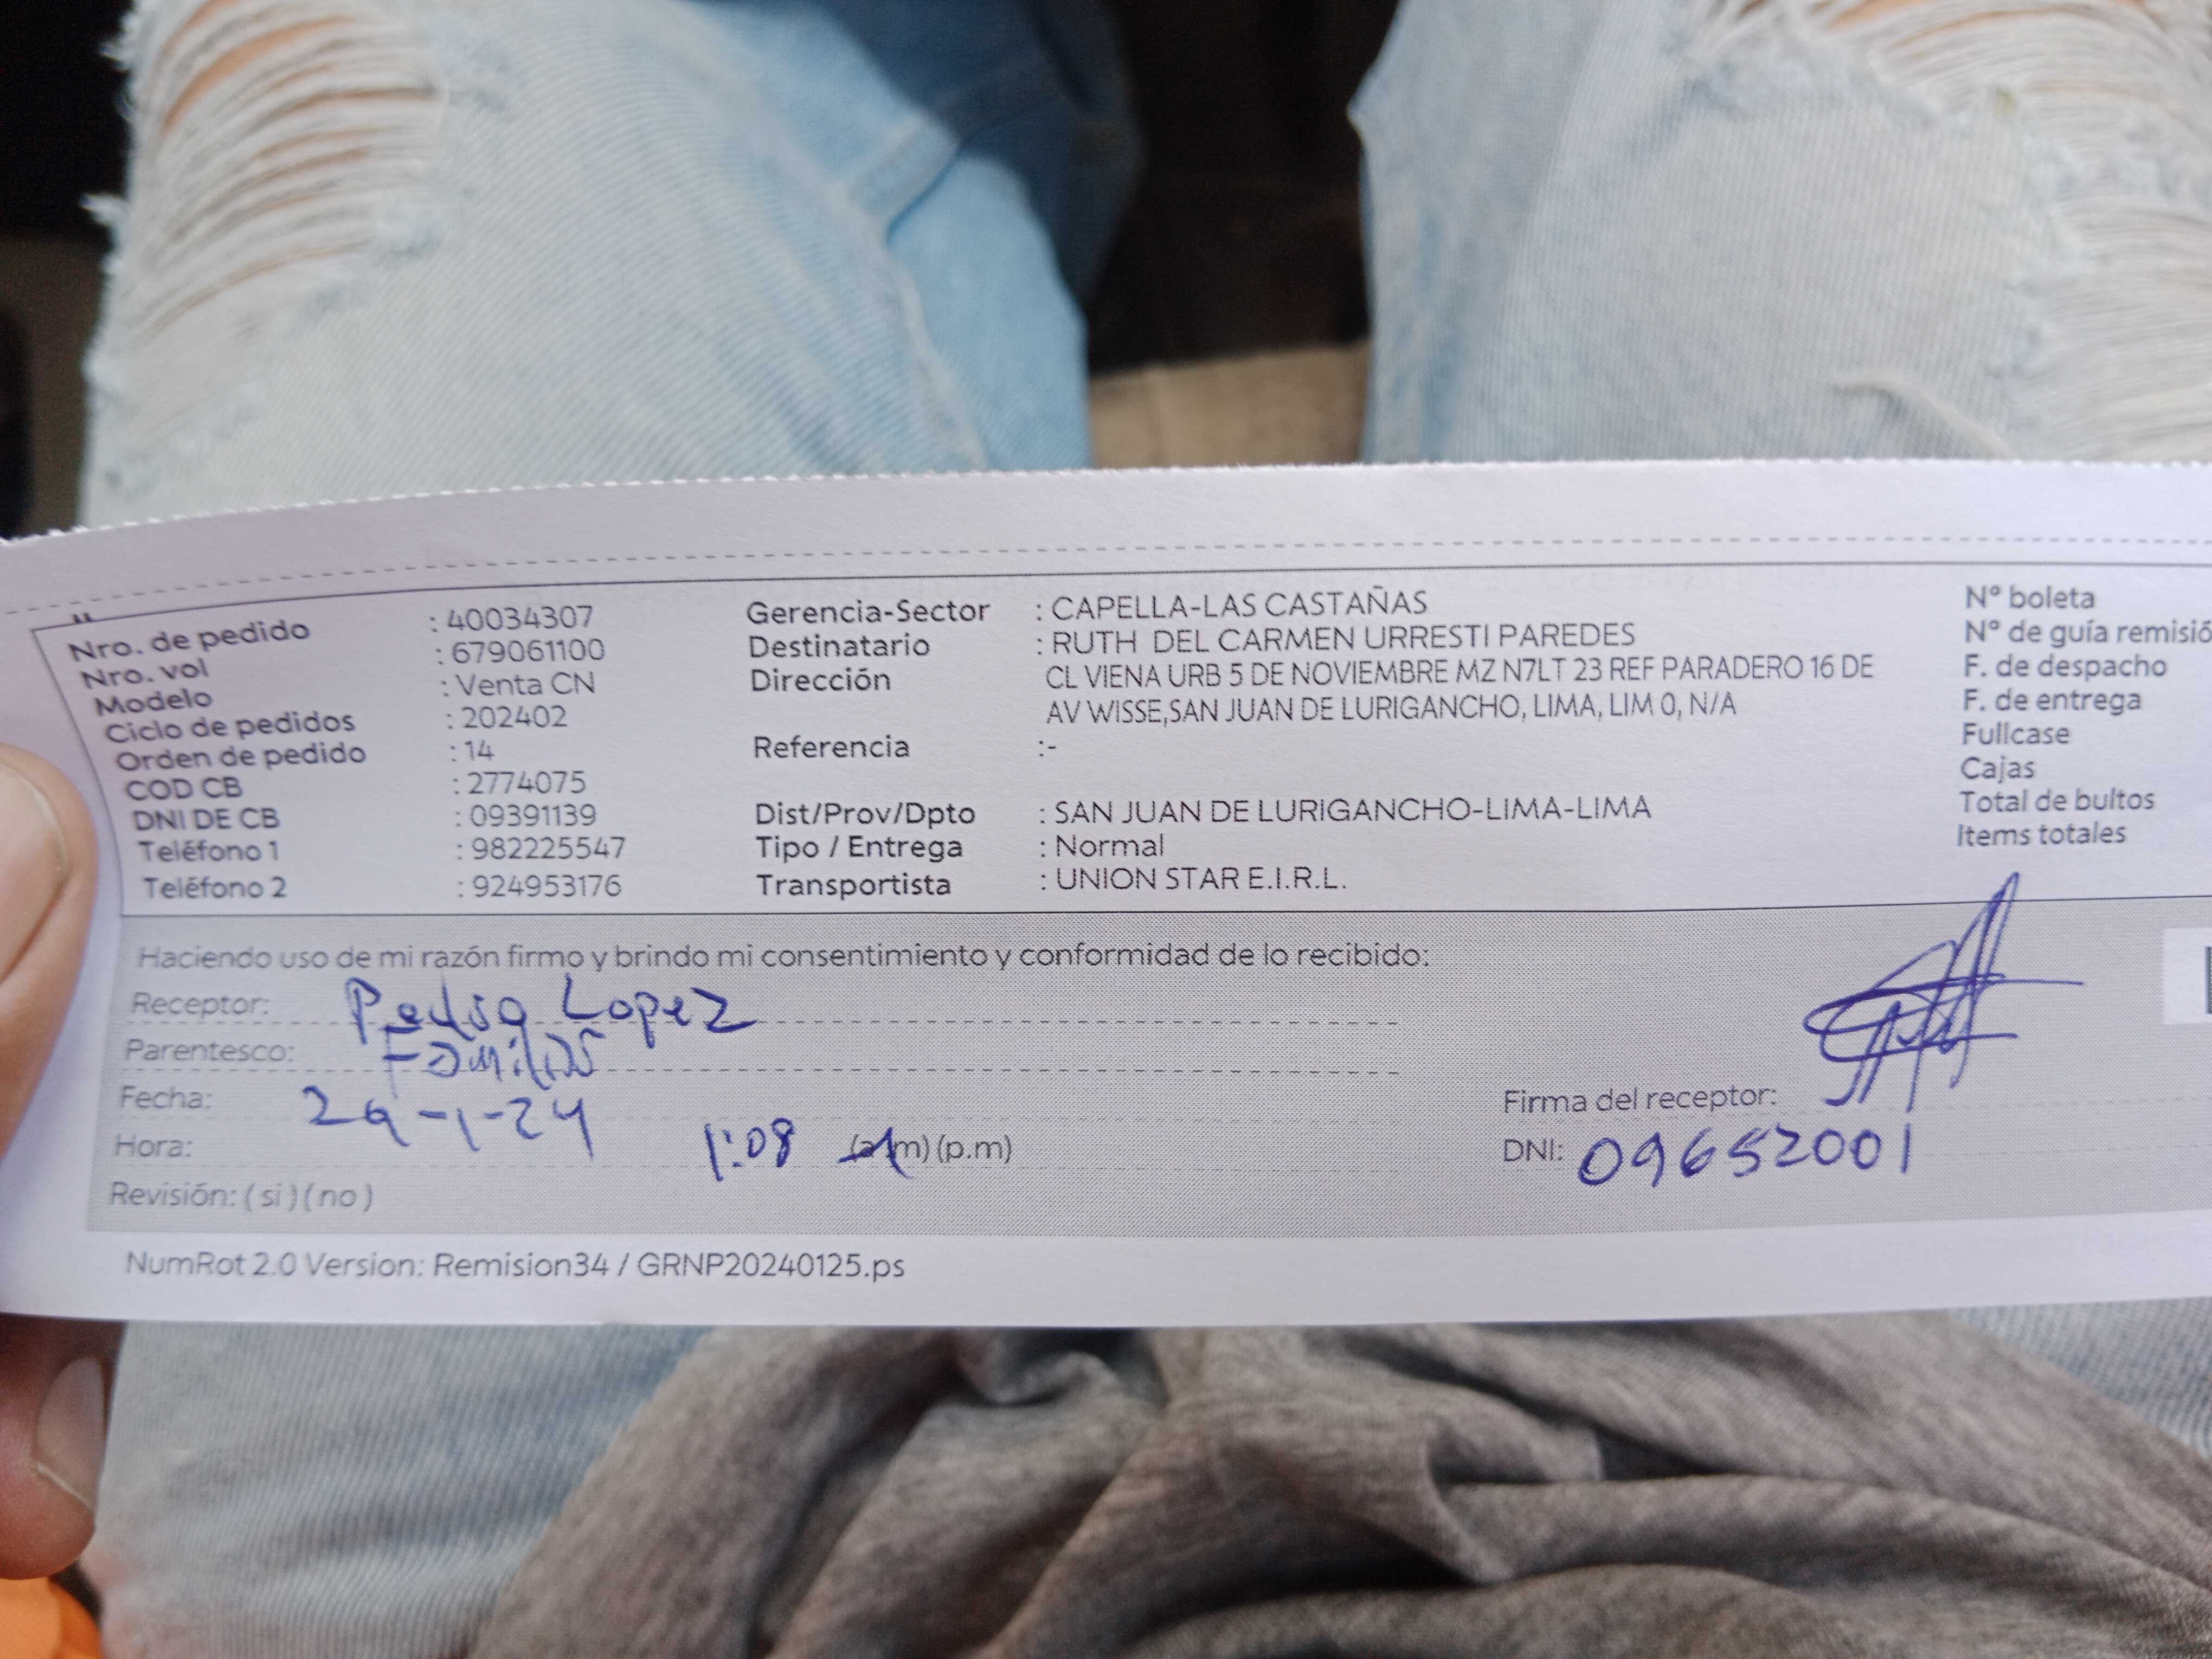 Nro. de pedido : 40034307
Nro. vol : 679061100
Modelo : Venta CN
Ciclo de pedidos : 202402
Orden de pedido : 14
COD CB : 2774075
DNI DE CB : 09391139
Teléfono 1 : 982225547
Teléfono 2 : 924953176
Gerencia-Sector : CAPELLA-LAS CASTAÑAS
Destinatario : RUTH DEL CARMEN URRESTI PAREDES
Dirección CL VIENA URB 5 DE NOVIEMBRE MZ N7LT 23 REF PARADERO 16 DE
AV WISSE,SAN JUAN DE LURIGANCHO, LIMA, LIM 0, N/A
Referencia :-
Dist/Prov/Dpto : SAN JUAN DE LURIGANCHO-LIMA-LIMA
Tipo / Entrega : Normal
Transportista : UNION STAR E.I.R.L.
N° boleta
N° de guía remisió
F. de despacho
F. de entrega
Fullcase
Cajas
Total de bultos
Items totales
Haciendo uso de mi razón firmo y brindo mi consentimiento y conformidad de lo recibido:
Receptor: Pedro Lopez
Parentesco: Familia
Fecha: 29-1-24
Hora: 1:08 (a.m) (p.m)
Revisión: ( si ) ( no )
Firma del receptor:
DNI: 09652001
NumRot 2.0 Version: Remision34 / GRNP20240125.ps